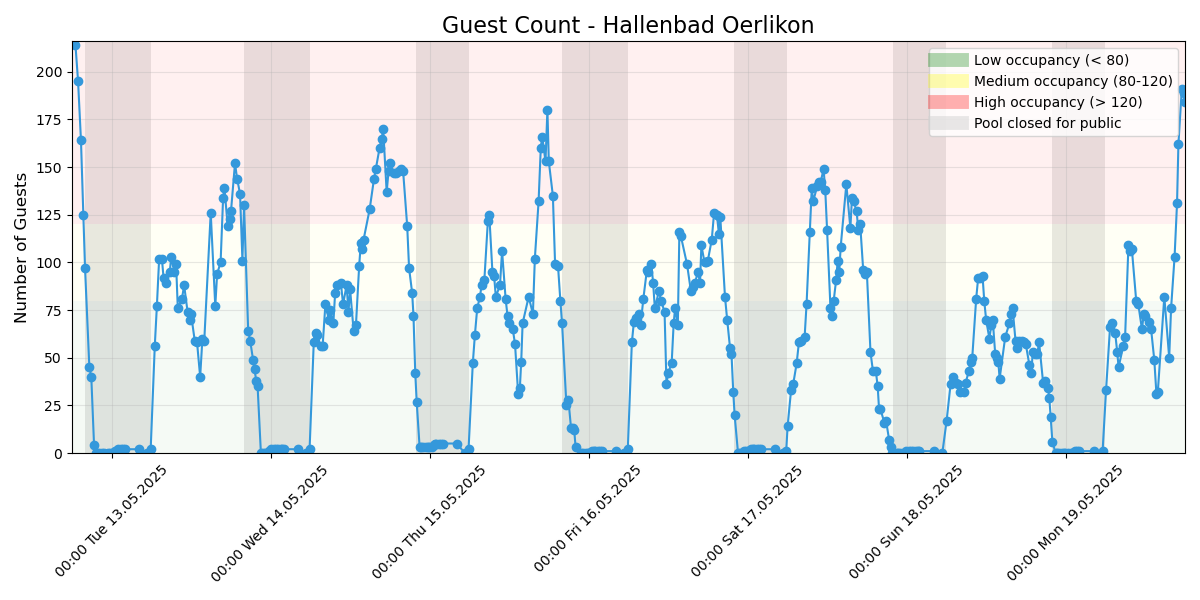 Guest Count - Hallenbad Oerlikon
Low occupancy (< 80)
Medium occupancy (80-120)
High occupancy (> 120)
Pool closed for public
Number of Guests
200
175
150
125
100
75
50
25
0
00:00 Tue 13.05.2025
00:00 Wed 14.05.2025
00:00 Thu 15.05.2025
00:00 Fri 16.05.2025
00:00 Sat 17.05.2025
00:00 Sun 18.05.2025
00:00 Mon 19.05.2025